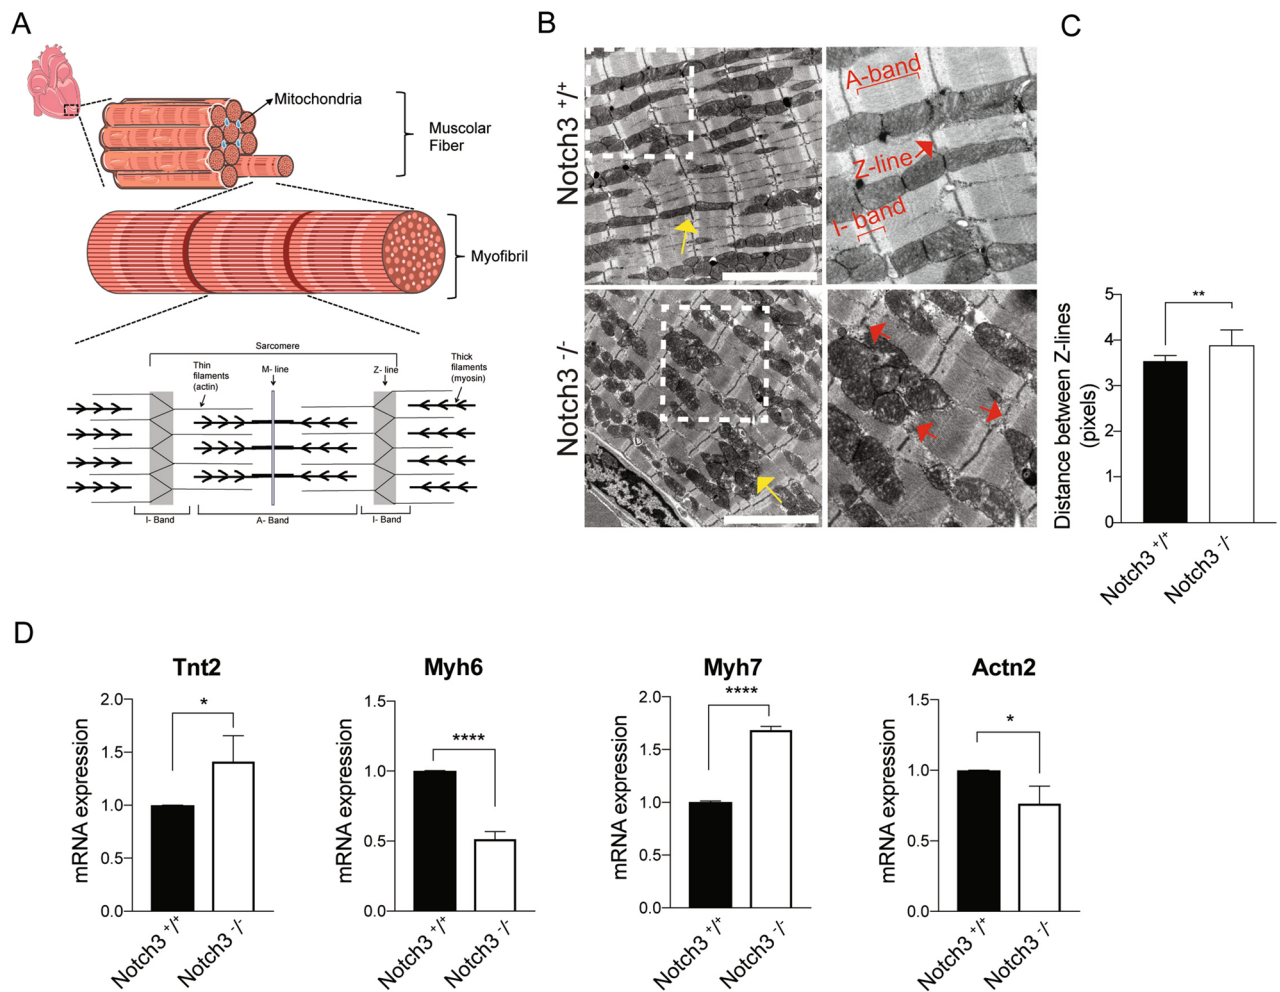 A
Mitochondria
Muscolar
Fiber
Myofibril
Sarcomere
Thin
filaments
(actin)
M- line
Z- line
Thick
filaments
(myosin)
I- Band
A- Band
I- Band
B
Notch3 +/+
A-band
Z-line
I- band
Notch3 -/-
C
Distance between Z-lines
(pixels)
5
4
3
2
1
0
**
Notch3 +/+
Notch3 -/-
D
Tnt2
mRNA expression
2.0
1.5
1.0
0.5
0.0
*
Notch3 +/+
Notch3 -/-
Myh6
mRNA expression
1.5
1.0
0.5
0.0
****
Notch3 +/+
Notch3 -/-
Myh7
mRNA expression
2.0
1.5
1.0
0.5
0.0
****
Notch3 +/+
Notch3 -/-
Actn2
mRNA expression
1.5
1.0
0.5
0.0
*
Notch3 +/+
Notch3 -/-